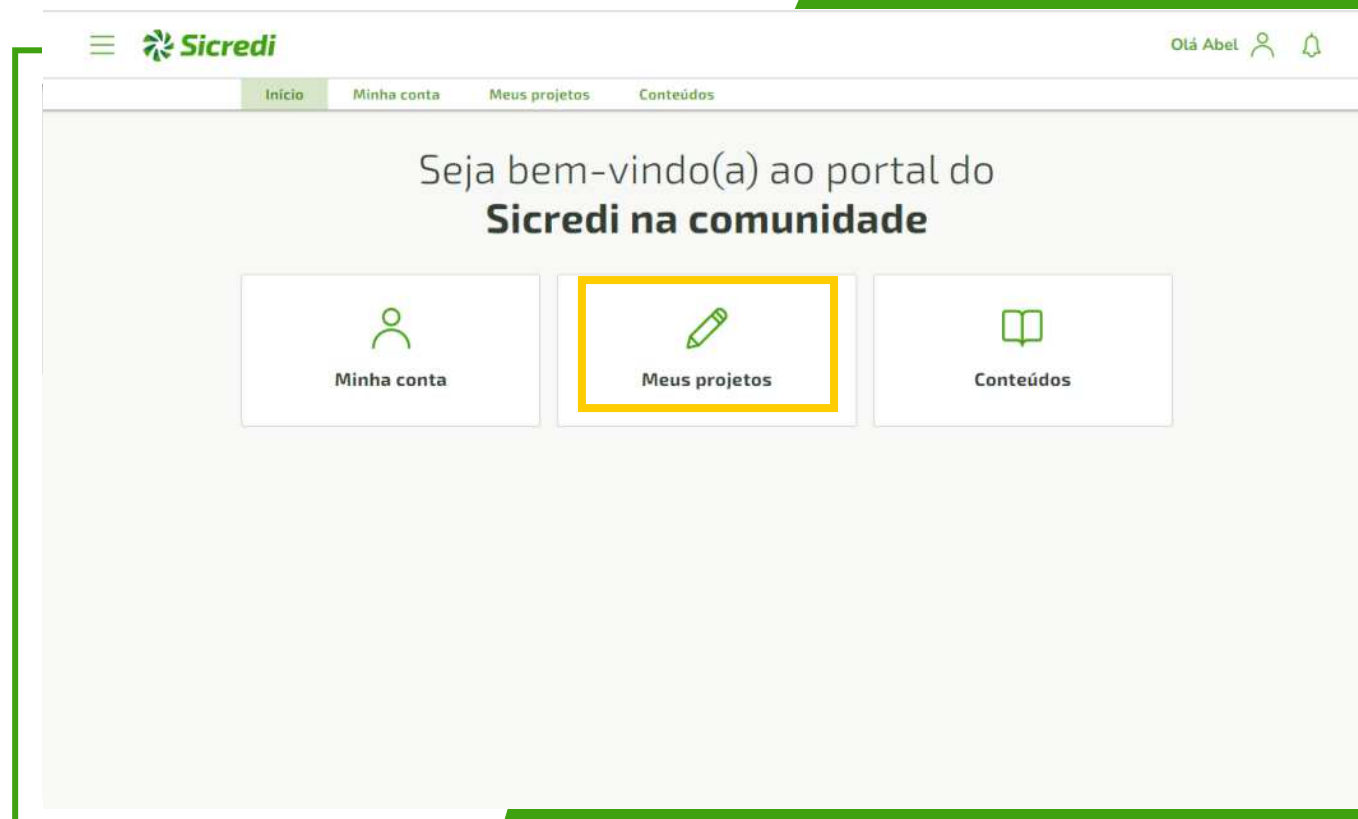 Sicredi
Olá Abel
Início Minha conta Meus projetos Conteúdos
Seja bem-vindo(a) ao portal do
Sicredi na comunidade
Minha conta
Meus projetos
Conteúdos